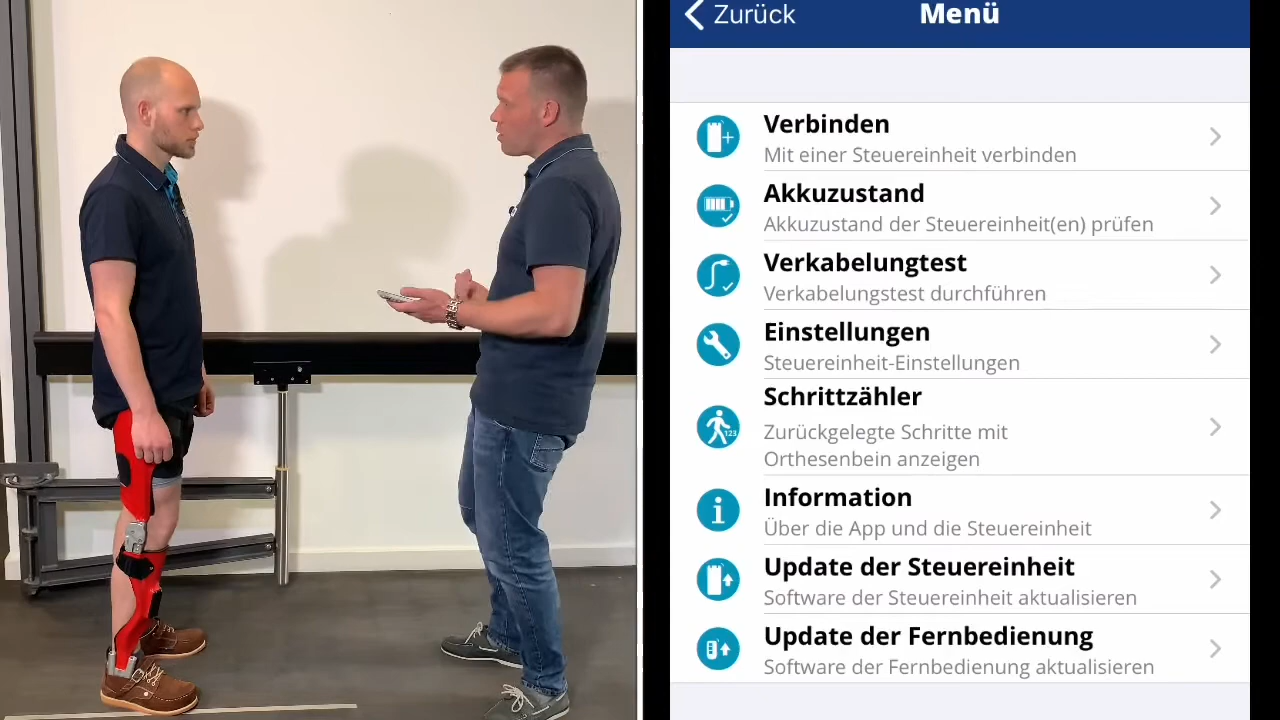 Zurück
Menü
Verbinden
Mit einer Steuereinheit verbinden
Akkuzustand
Akkuzustand der Steuereinheit(en) prüfen
Verkabelungtest
Verkabelungstest durchführen
Einstellungen
Steuereinheit-Einstellungen
Schrittzähler
123
Zurückgelegte Schritte mit
Orthesenbein anzeigen
Information
Über die App und die Steuereinheit
Update der Steuereinheit
Software der Steuereinheit aktualisieren
Update der Fernbedienung
Software der Fernbedienung aktualisieren